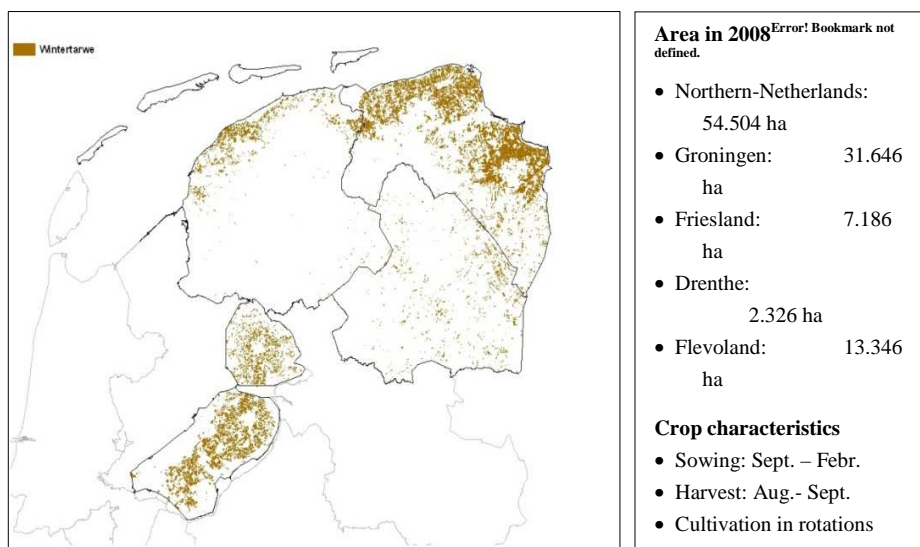 Wintertarwe
Area in 2008Error! Bookmark not
defined.
• Northern-Netherlands:
54.504 ha
• Groningen: 31.646
ha
• Friesland: 7.186
ha
• Drenthe:
2.326 ha
• Flevoland: 13.346
ha
Crop characteristics
• Sowing: Sept. – Febr.
• Harvest: Aug.- Sept.
• Cultivation in rotations